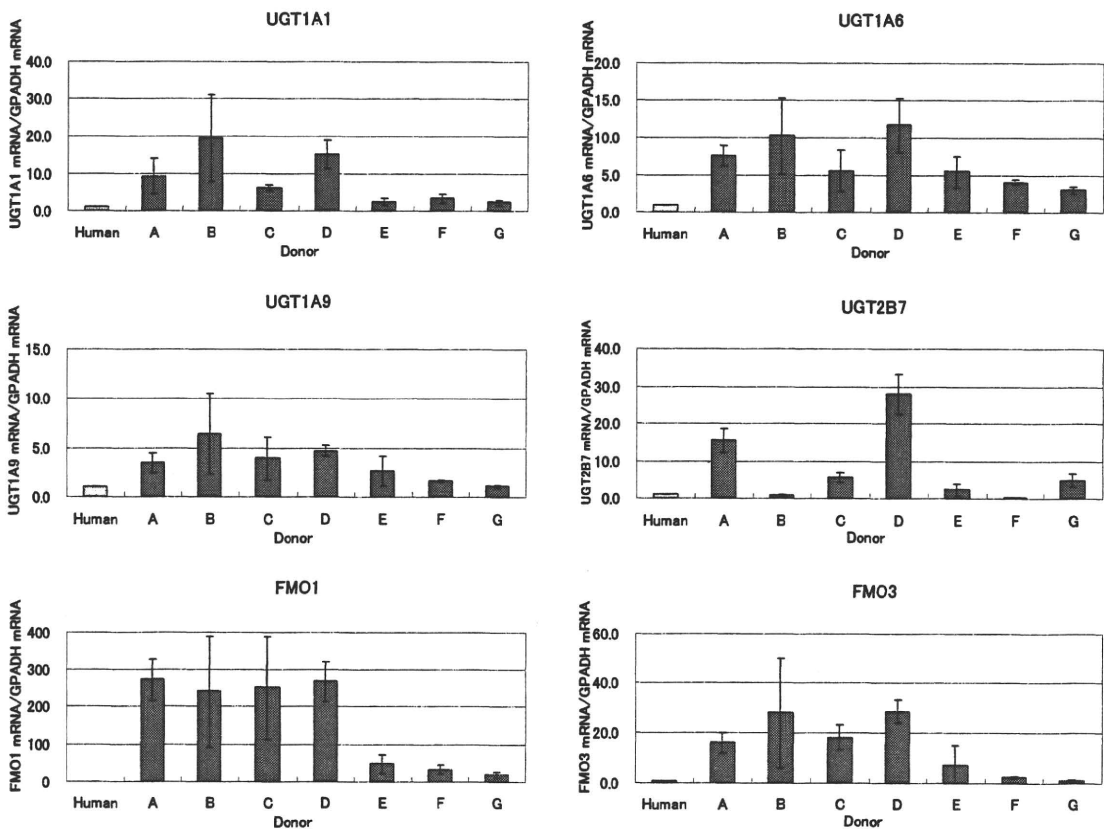 UGT1A1
UGT1A1 mRNA/GPADH mRNA
40.0
30.0
20.0
10.0
0.0
Human A B C D E F G
Donor
UGT1A6
UGT1A6 mRNA/GPADH mRNA
20.0
15.0
10.0
5.0
0.0
Human A B C D E F G
Donor
UGT1A9
UGT1A9 mRNA/GPADH mRNA
15.0
10.0
5.0
0.0
Human A B C D E F G
Donor
UGT2B7
UGT2B7 mRNA/GPADH mRNA
40.0
30.0
20.0
10.0
0.0
Human A B C D E F G
Donor
FMO1
FMO1 mRNA/GPADH mRNA
400
300
200
100
0
Human A B C D E F G
Donor
FMO3
FMO3 mRNA/GPADH mRNA
60.0
40.0
20.0
0.0
Human A B C D E F G
Donor